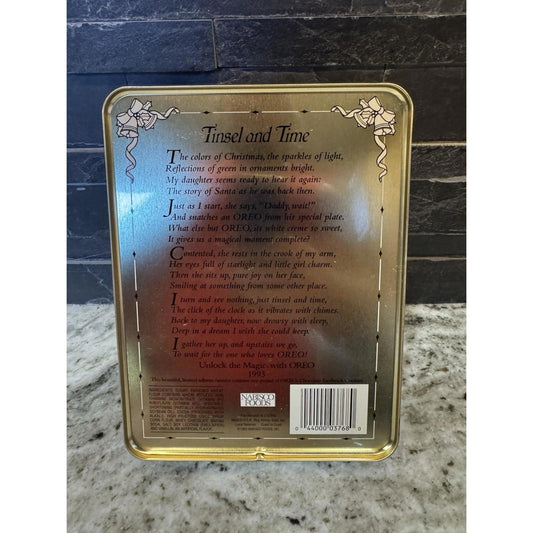 Tinsel and Time
The colors of Christmas, the sparkles of light,
Reflections of green in ornaments bright.
My daughter seems ready to hear it again:
The story of Santa as he was back then.
Just as I start, she says, "Daddy, wait!"
And snatches an OREO from his special plate.
What else but OREO, its white creme so sweet,
It gives us a magical moment complete?
Contented, she rests in the crook of my arm,
Her eyes full of starlight and little girl charm.
Then she sits up, pure joy on her face,
Smiling at something from some other place.
I turn and see nothing, just tinsel and time,
The click of the clock as it vibrates with chimes.
Back to my daughter, now drowsy with sleep,
Deep in a dream I wish she could keep.
I gather her up, and upstairs we go,
To wait for the one who loves OREO!
Unlock the Magic with OREO
1993
NABISCO
FOODS
0 44000 03768 0